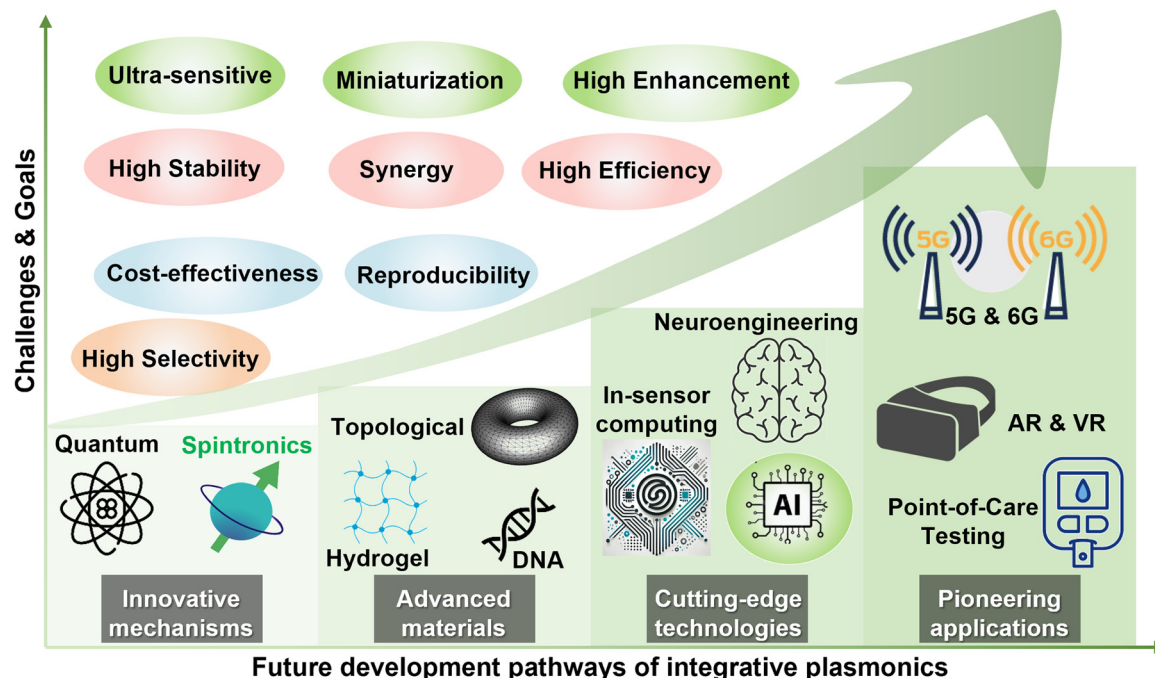 Challenges & Goals
Ultra-sensitive
Miniaturization
High Enhancement
High Stability
Synergy
High Efficiency
Cost-effectiveness
Reproducibility
High Selectivity
Quantum
Spintronics
Topological
Hydrogel
DNA
Neuroengineering
In-sensor
computing
AI
5G
6G
5G & 6G
AR & VR
Point-of-Care
Testing
Innovative
mechanisms
Advanced
materials
Cutting-edge
technologies
Pioneering
applications
Future development pathways of integrative plasmonics